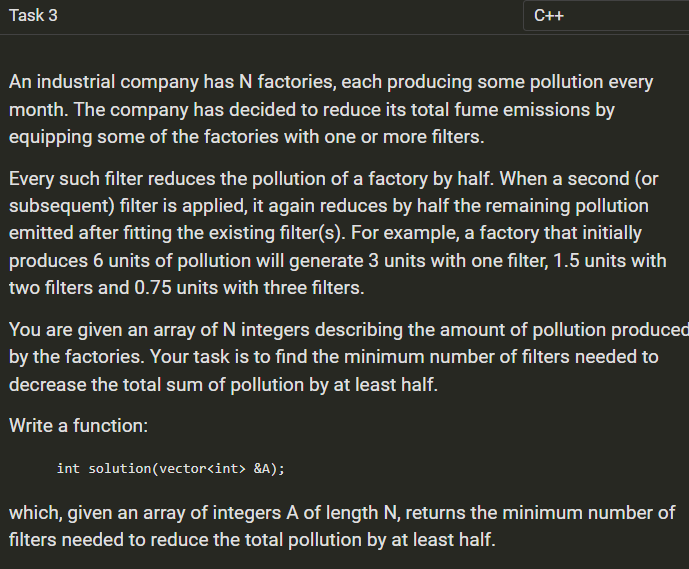 Task 3
C++
An industrial company has N factories, each producing some pollution every
month. The company has decided to reduce its total fume emissions by
equipping some of the factories with one or more filters.
Every such filter reduces the pollution of a factory by half. When a second (or
subsequent) filter is applied, it again reduces by half the remaining pollution
emitted after fitting the existing filter(s). For example, a factory that initially
produces 6 units of pollution will generate 3 units with one filter, 1.5 units with
two filters and 0.75 units with three filters.
You are given an array of N integers describing the amount of pollution produced
by the factories. Your task is to find the minimum number of filters needed to
decrease the total sum of pollution by at least half.
Write a function:
int solution(vector<int> &A);
which, given an array of integers A of length N, returns the minimum number of
filters needed to reduce the total pollution by at least half.